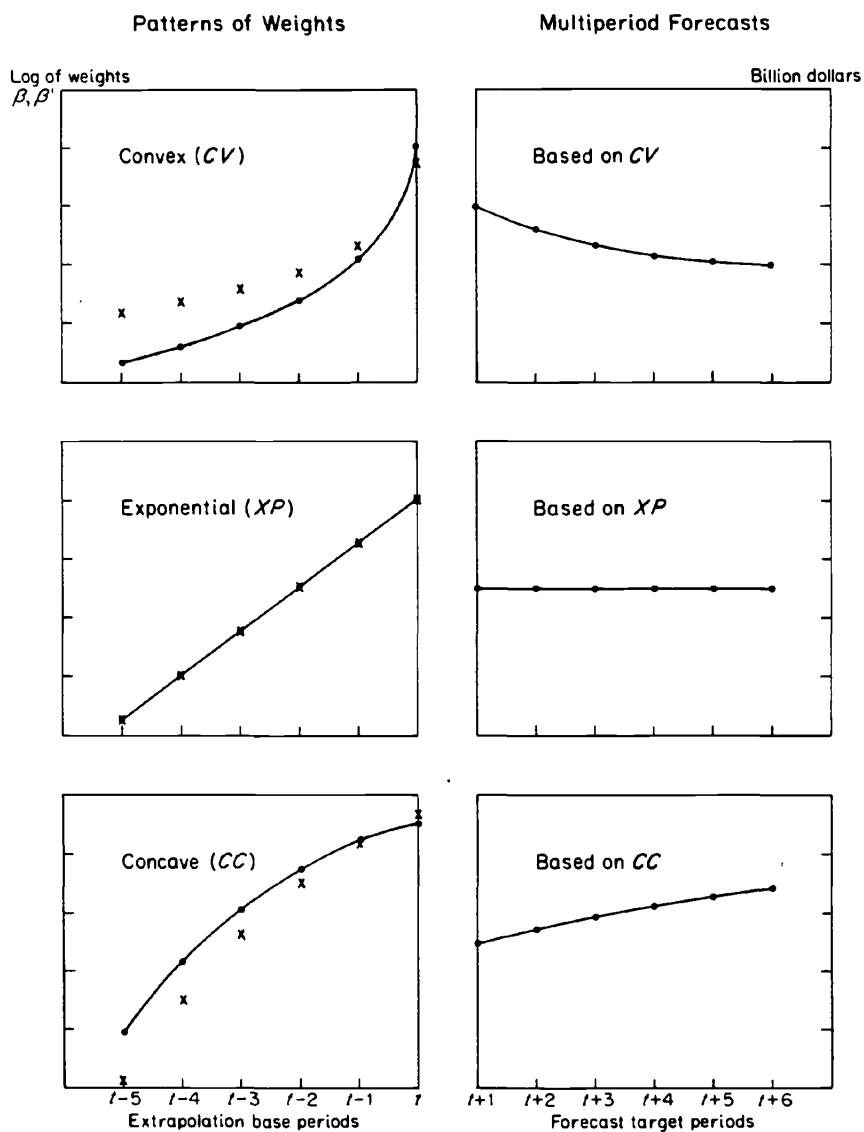 Patterns of Weights
Multiperiod Forecasts
Log of weights
β, β'
Billion dollars
Convex (CV)
Based on CV
Exponential (XP)
Based on XP
Concave (CC)
Based on CC
t-5 t-4 t-3 t-2 t-1 t
Extrapolation base periods
t+1 t+2 t+3 t+4 t+5 t+6
Forecast target periods